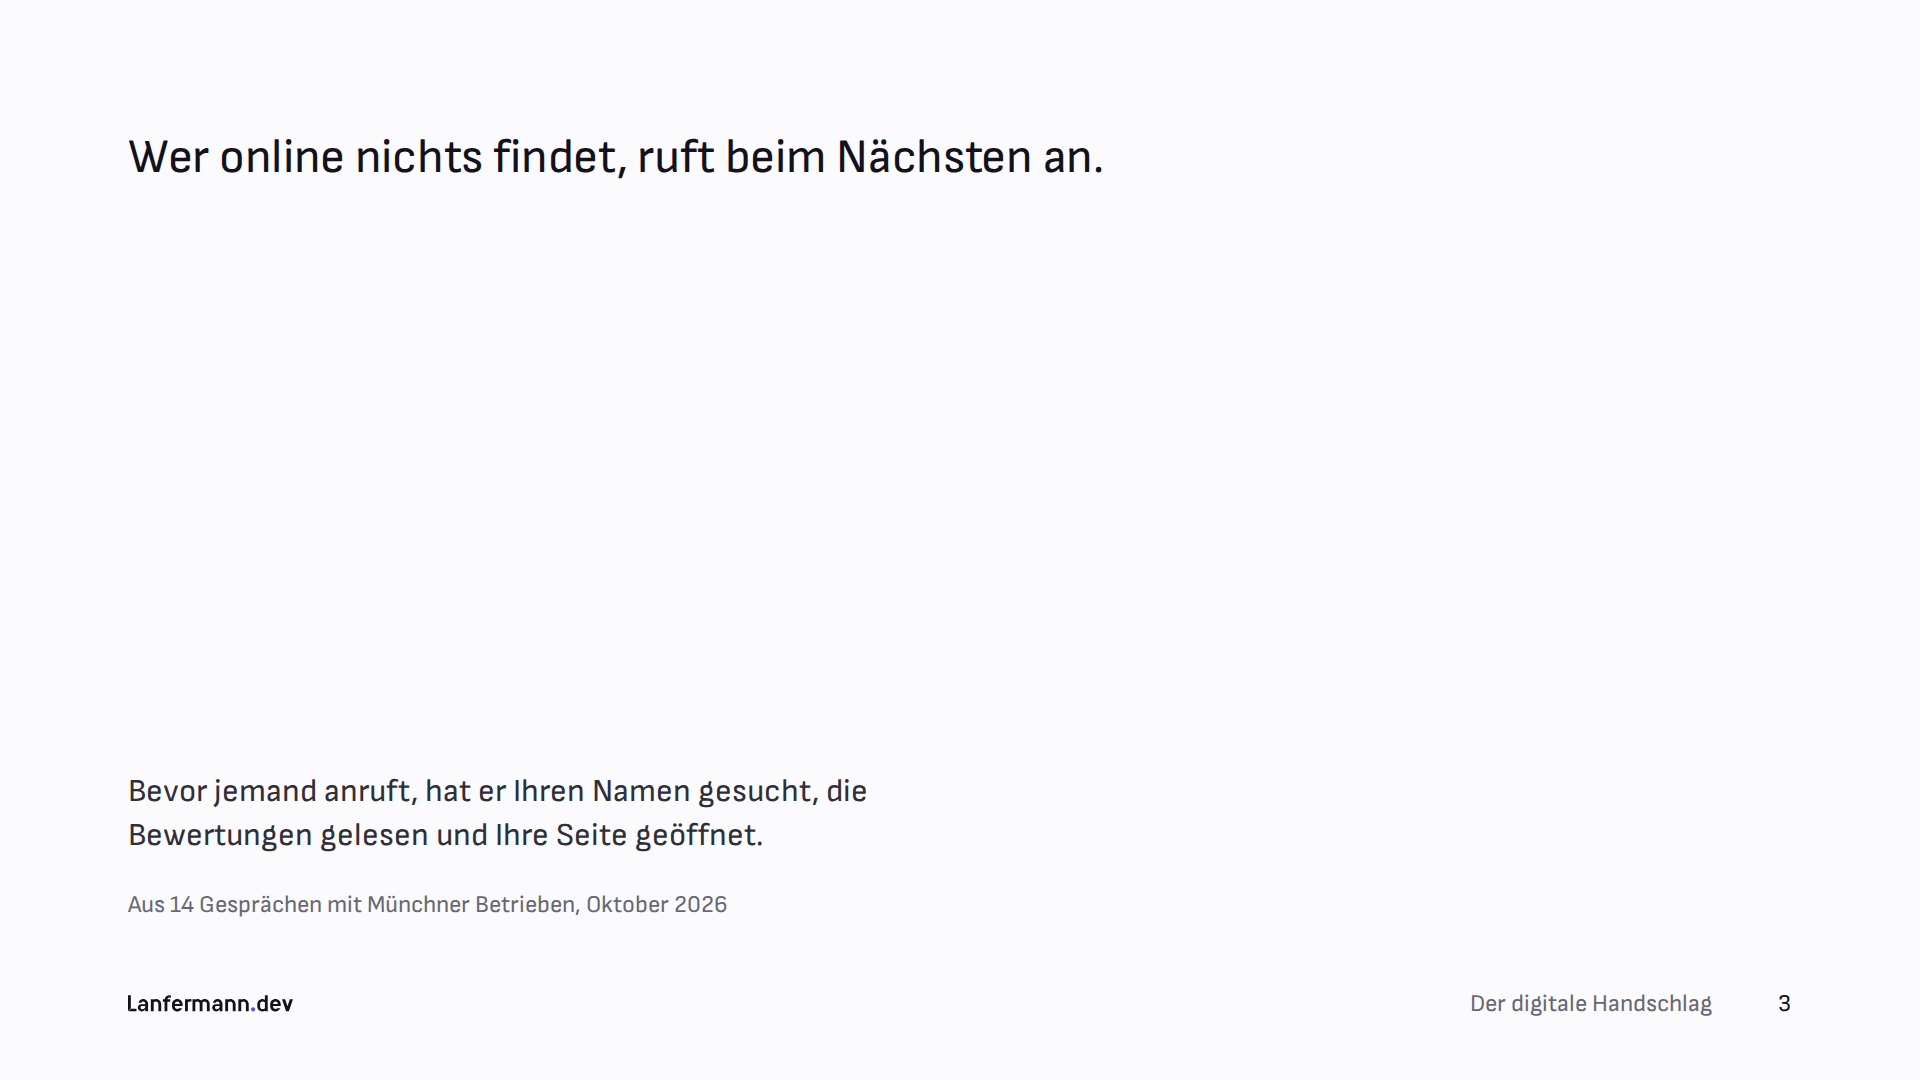 Wer online nichts findet, ruft beim Nächsten an.
Bevor jemand anruft, hat er Ihren Namen gesucht, die
Bewertungen gelesen und Ihre Seite geöffnet.
Aus 14 Gesprächen mit Münchner Betrieben, Oktober 2026
Lanfermann.dev
Der digitale Handschlag
3